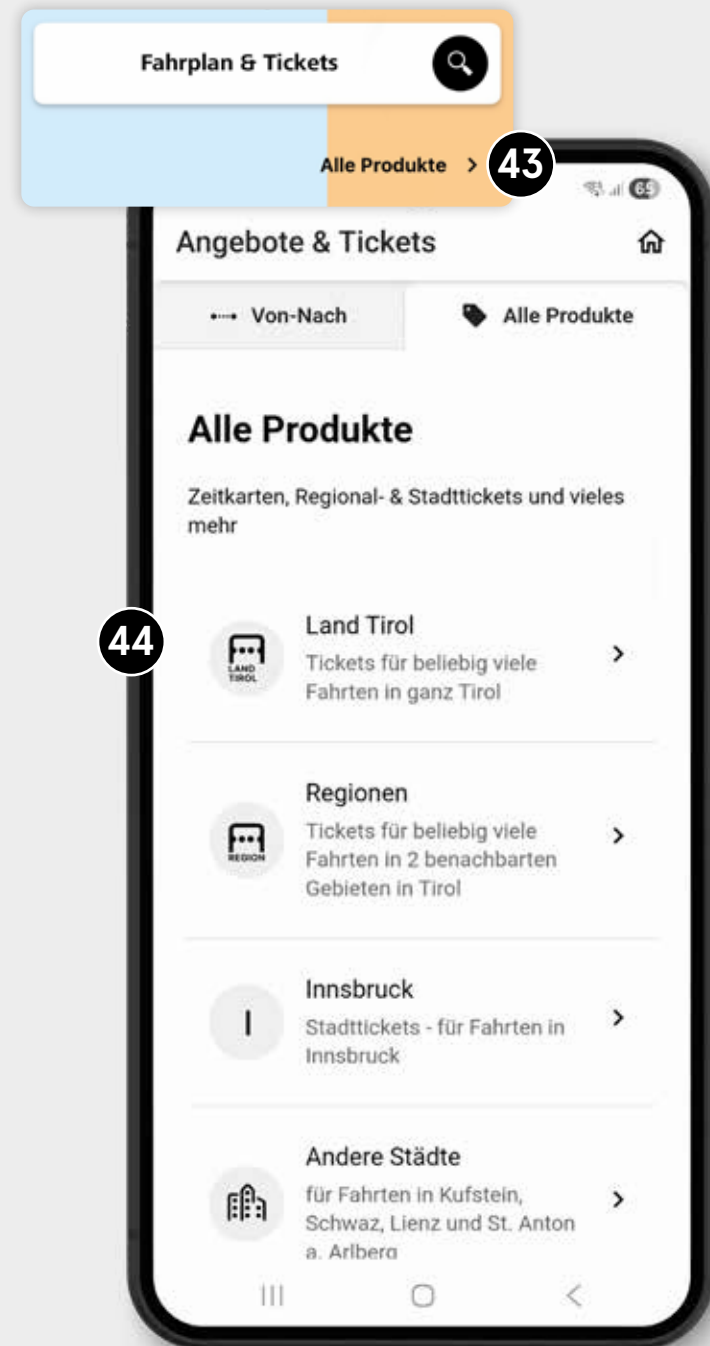 Fahrplan & Tickets
Alle Produkte
43
65
Angebote & Tickets
Von-Nach
Alle Produkte
Alle Produkte
Zeitkarten, Regional- & Stadttickets und vieles
mehr
44
LAND
TIROL
Land Tirol
Tickets für beliebig viele
Fahrten in ganz Tirol
REGION
Regionen
Tickets für beliebig viele
Fahrten in 2 benachbarten
Gebieten in Tirol
I
Innsbruck
Stadttickets - für Fahrten in
Innsbruck
Andere Städte
für Fahrten in Kufstein,
Schwaz, Lienz und St. Anton
a. Arlberg